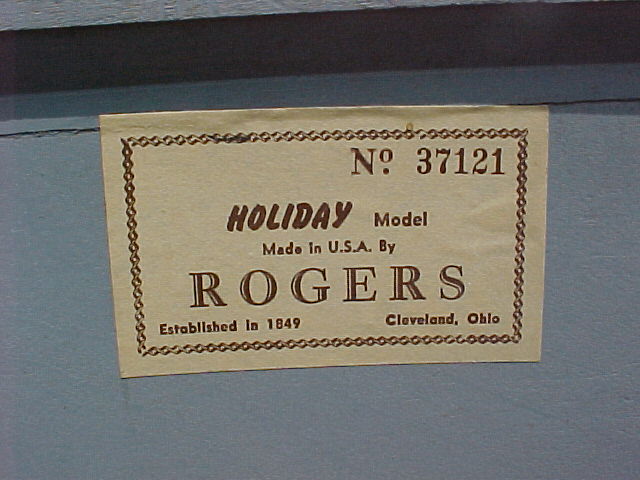 Nº 37121
HOLIDAY Model
Made in U.S.A. By
ROGERS
Established in 1849 Cleveland, Ohio